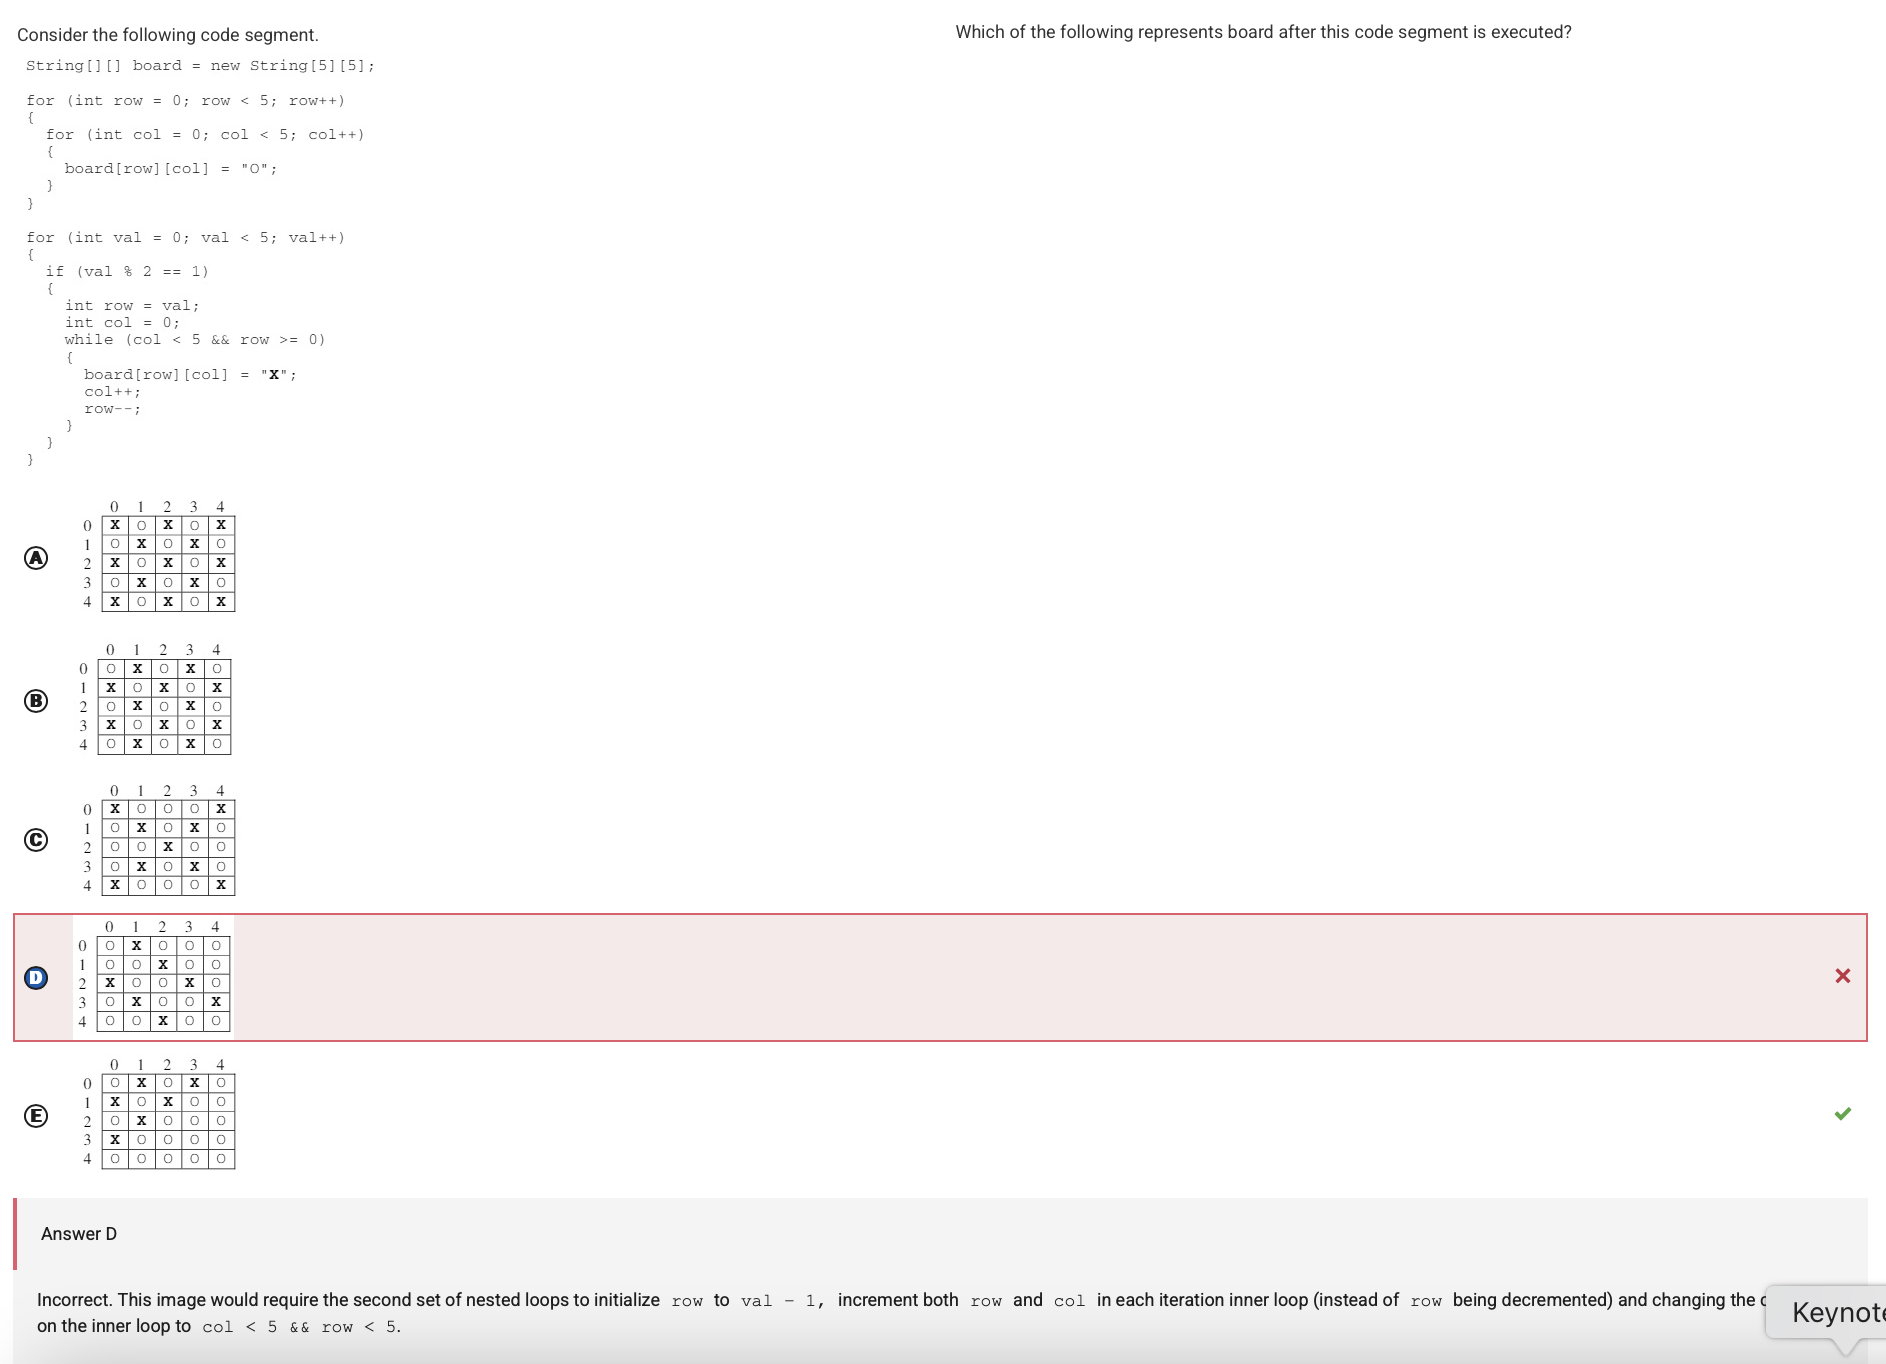 Consider the following code segment.
Which of the following represents board after this code segment is executed?
String[][] board = new String[5][5];
for (int row = 0; row < 5; row++)
{
for (int col = 0; col < 5; col++)
{
board[row][col] = "O";
}
}
for (int val = 0; val < 5; val++)
{
if (val % 2 == 1)
{
int row = val;
int col = 0;
while (col < 5 && row >= 0)
{
board[row][col] = "X";
col++;
row--;
}
}
}
A
0 1 2 3 4
0 X O X O X
1 O X O X O
2 X O X O X
3 O X O X O
4 X O X O X
B
0 1 2 3 4
0 O X O X O
1 X O X O X
2 O X O X O
3 X O X O X
4 O X O X O
C
0 1 2 3 4
0 X O O O X
1 O X O X O
2 O O X O O
3 O X O X O
4 X O O O X
D
0 1 2 3 4
0 O X O O O
1 O O X O O
2 X O O X O
3 O X O O X
4 O O X O O
E
0 1 2 3 4
0 O X O X O
1 X O X O O
2 O X O O O
3 X O O O O
4 O O O O O
Answer D
Incorrect. This image would require the second set of nested loops to initialize row to val - 1, increment both row and col in each iteration inner loop (instead of row being decremented) and changing the
on the inner loop to col < 5 && row < 5.